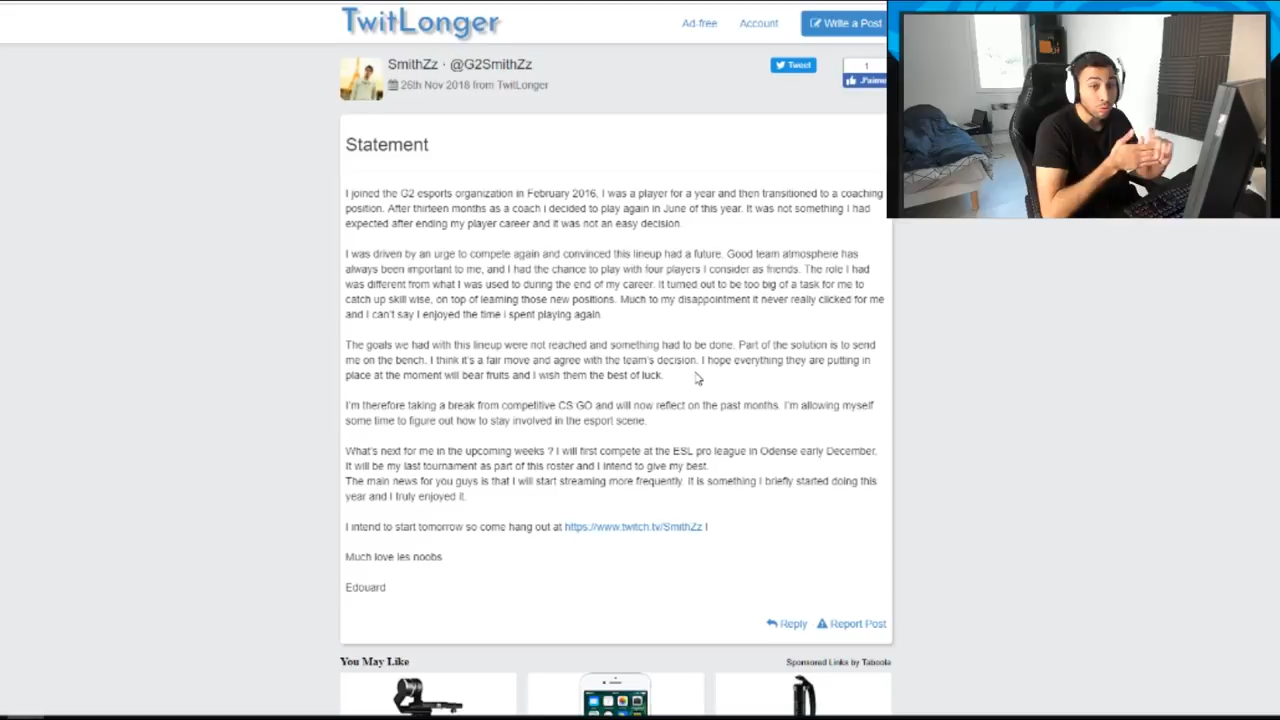 TwitLonger
Ad-free Account Write a Post
SmithZz · @G2SmithZz
26th Nov 2018 from TwitLonger
Tweet
1
J'aime
Statement
I joined the G2 esports organization in February 2016, I was a player for a year and then transitioned to a coaching
position. After thirteen months as a coach i decided to play again in June of this year. It was not something I had
expected after ending my player career and it was not an easy decision.
I was driven by an urge to compete again and convinced this lineup had a future. Good team atmosphere has
always been important to me, and I had the chance to play with four players I consider as friends. The role I had
was different from what I was used to during the end of my career. It turned out to be too big of a task for me to
catch up skill wise, on top of learning those new positions. Much to my disappointment it never really clicked for me
and I can't say I enjoyed the time i spent playing again.
The goals we had with this lineup were not reached and something had to be done. Part of the solution is to send
me on the bench. I think it's a fair move and agree with the team's decision. I hope everything they are putting in
place at the moment will bear fruits and I wish them the best of luck.
I'm therefore taking a break from competitive CS GO and will now reflect on the past months. I'm allowing myself
some time to figure out how to stay involved in the esport scene.
What's next for me in the upcoming weeks ? I will first compete at the ESL pro league in Odense early December.
It will be my last tournament as part of this roster and I intend to give my best.
The main news for you guys is that I will start streaming more frequently. It is something I briefly started doing this
year and I truly enjoyed it.
I intend to start tomorrow so come hang out at https://www.twitch.tv/SmithZz !
Much love les noobs
Edouard
Reply Report Post
You May Like
Sponsored Links by Taboola